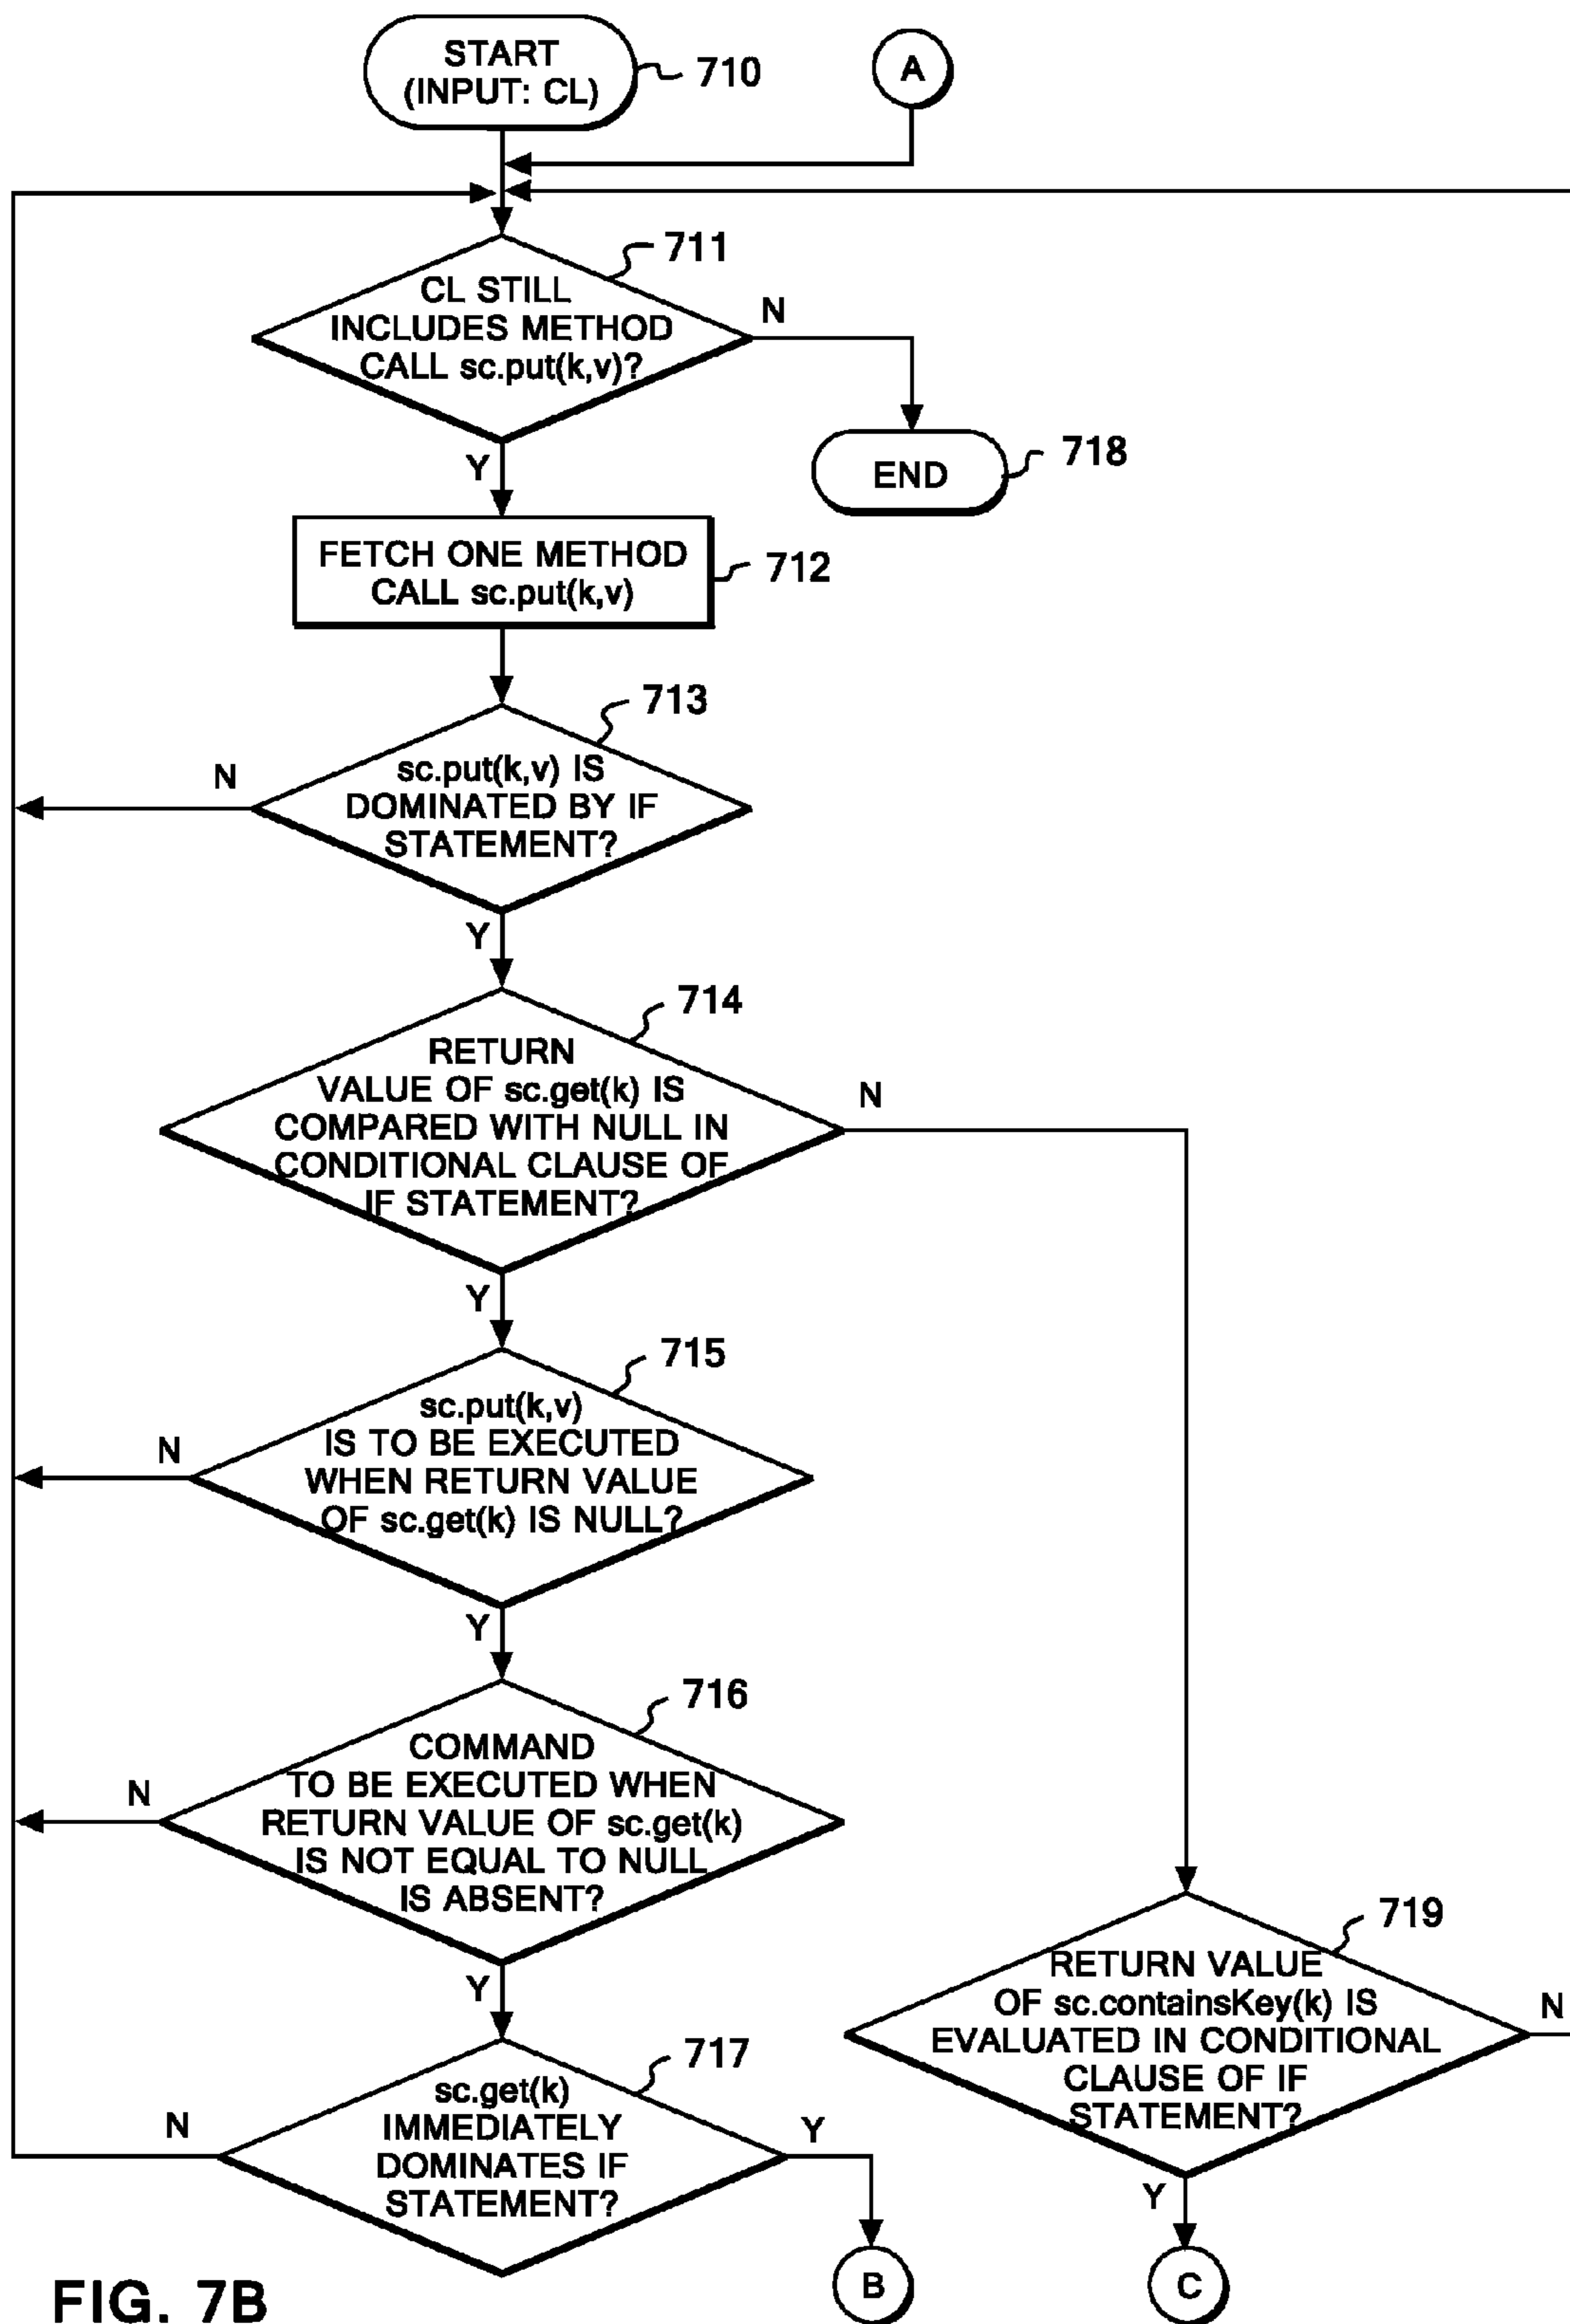 START
(INPUT: CL)
710
A
711
CL STILL
INCLUDES METHOD
CALL sc.put(k,v)?
N
END
718
Y
FETCH ONE METHOD
CALL sc.put(k,v)
712
713
sc.put(k,v) IS
DOMINATED BY IF
STATEMENT?
N
Y
714
RETURN
VALUE OF sc.get(k) IS
COMPARED WITH NULL IN
CONDITIONAL CLAUSE OF
IF STATEMENT?
N
Y
715
sc.put(k,v)
IS TO BE EXECUTED
WHEN RETURN VALUE
OF sc.get(k) IS NULL?
N
Y
716
COMMAND
TO BE EXECUTED WHEN
RETURN VALUE OF sc.get(k)
IS NOT EQUAL TO NULL
IS ABSENT?
N
Y
719
RETURN VALUE
OF sc.containsKey(k) IS
EVALUATED IN CONDITIONAL
CLAUSE OF IF
STATEMENT?
N
Y
717
sc.get(k)
IMMEDIATELY
DOMINATES IF
STATEMENT?
N
Y
B
C
FIG. 7B